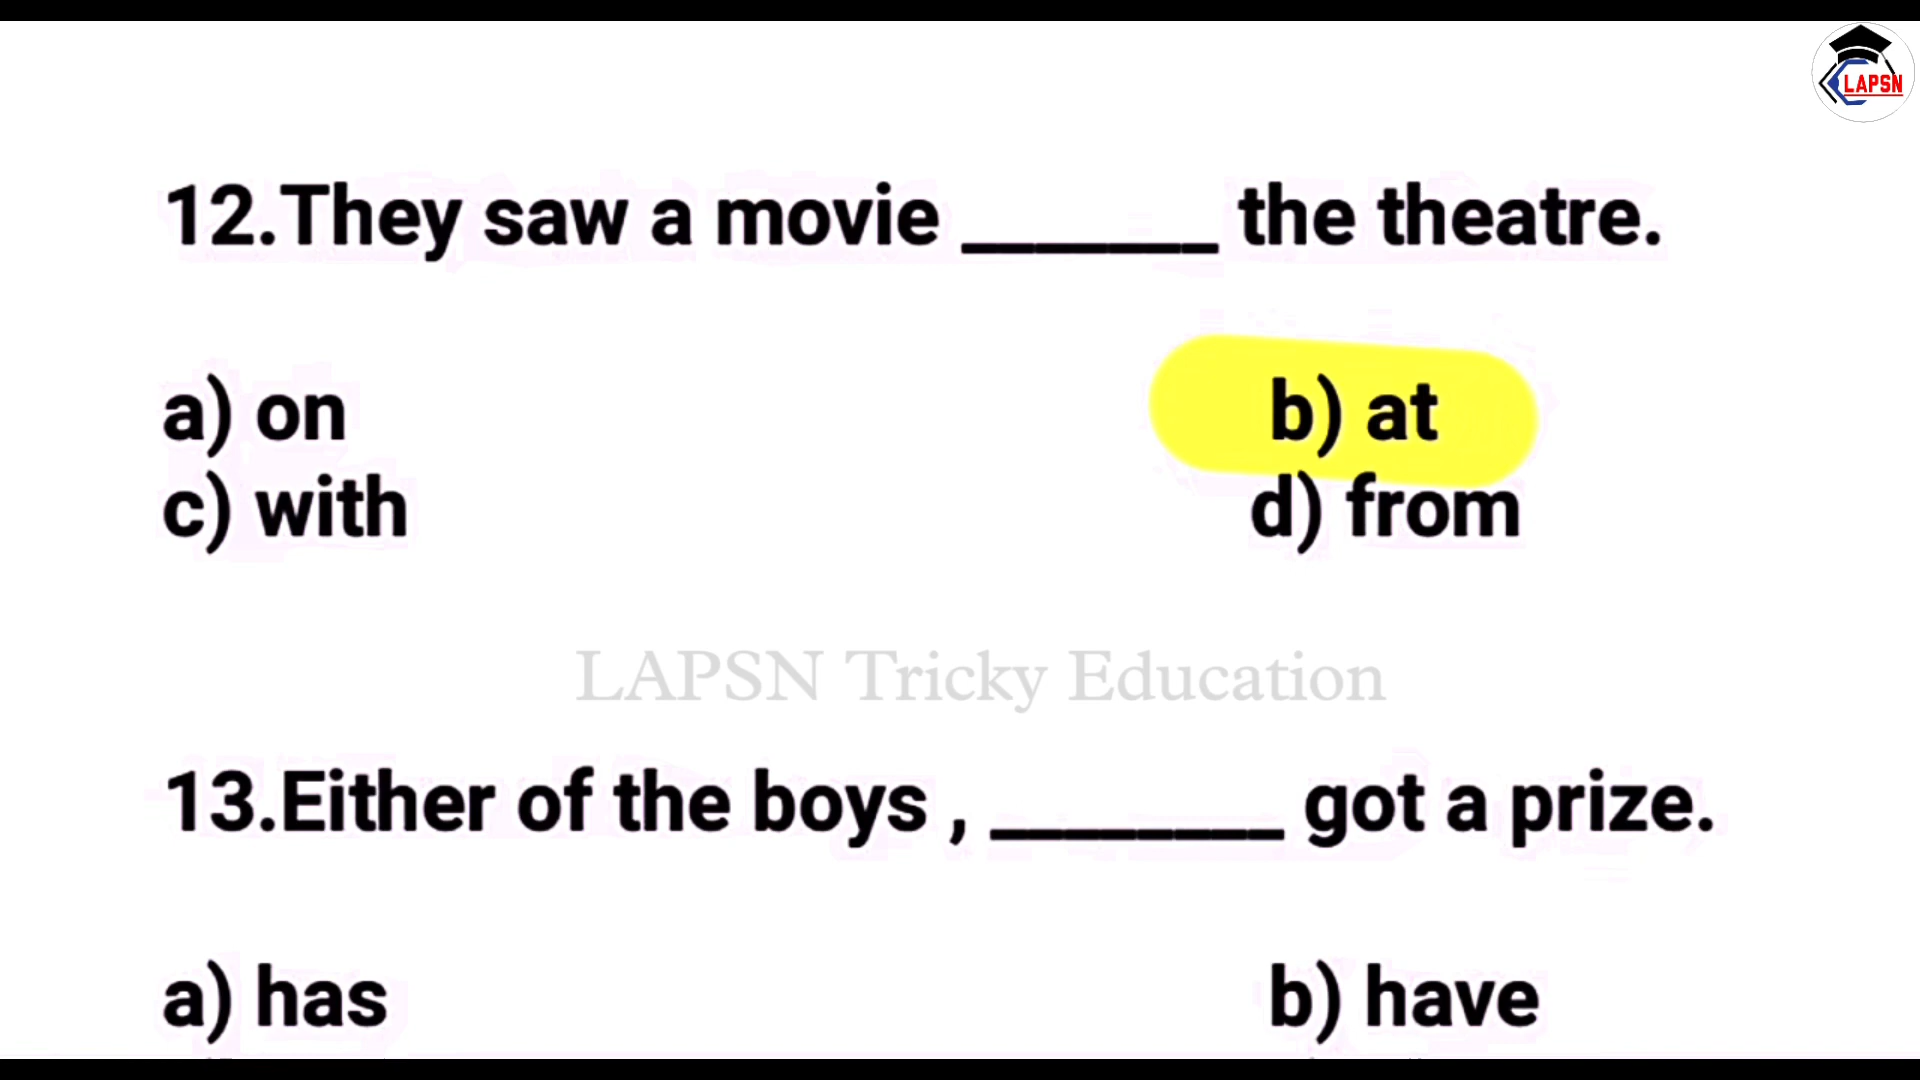 LAPSN
12.They saw a movie _______ the theatre.
a) on b) at
c) with d) from
LAPSN Tricky Education
13.Either of the boys , ________ got a prize.
a) has b) have